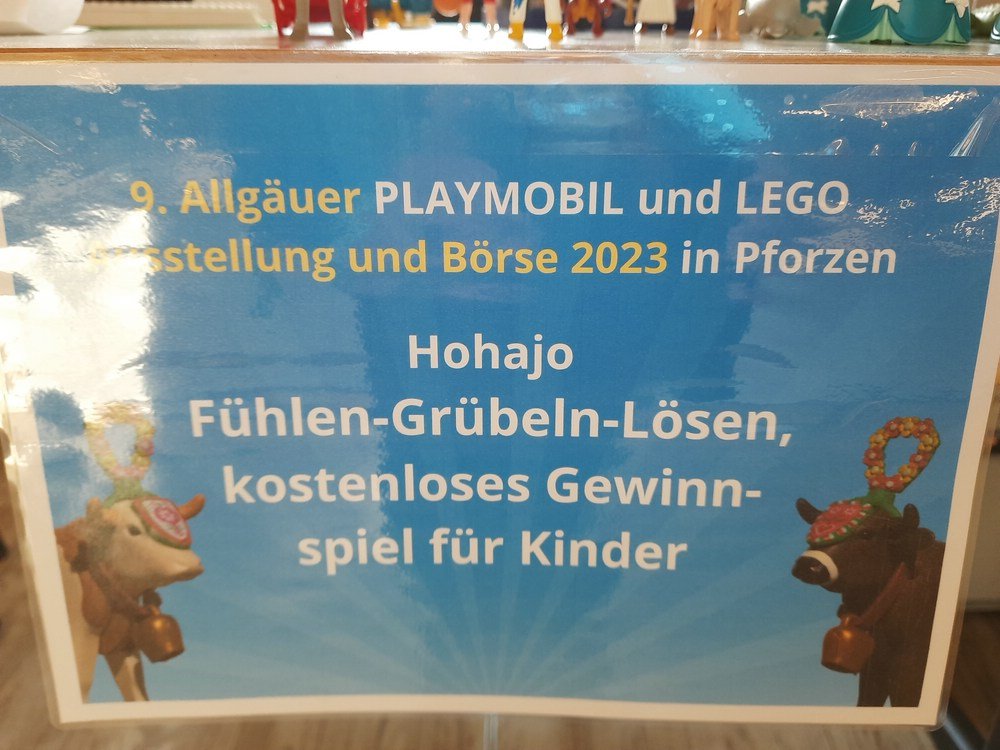 9. Allgäuer PLAYMOBIL und LEGO
Ausstellung und Börse 2023 in Pforzen
Hohajo
Fühlen-Grübeln-Lösen,
kostenloses Gewinn-
spiel für Kinder